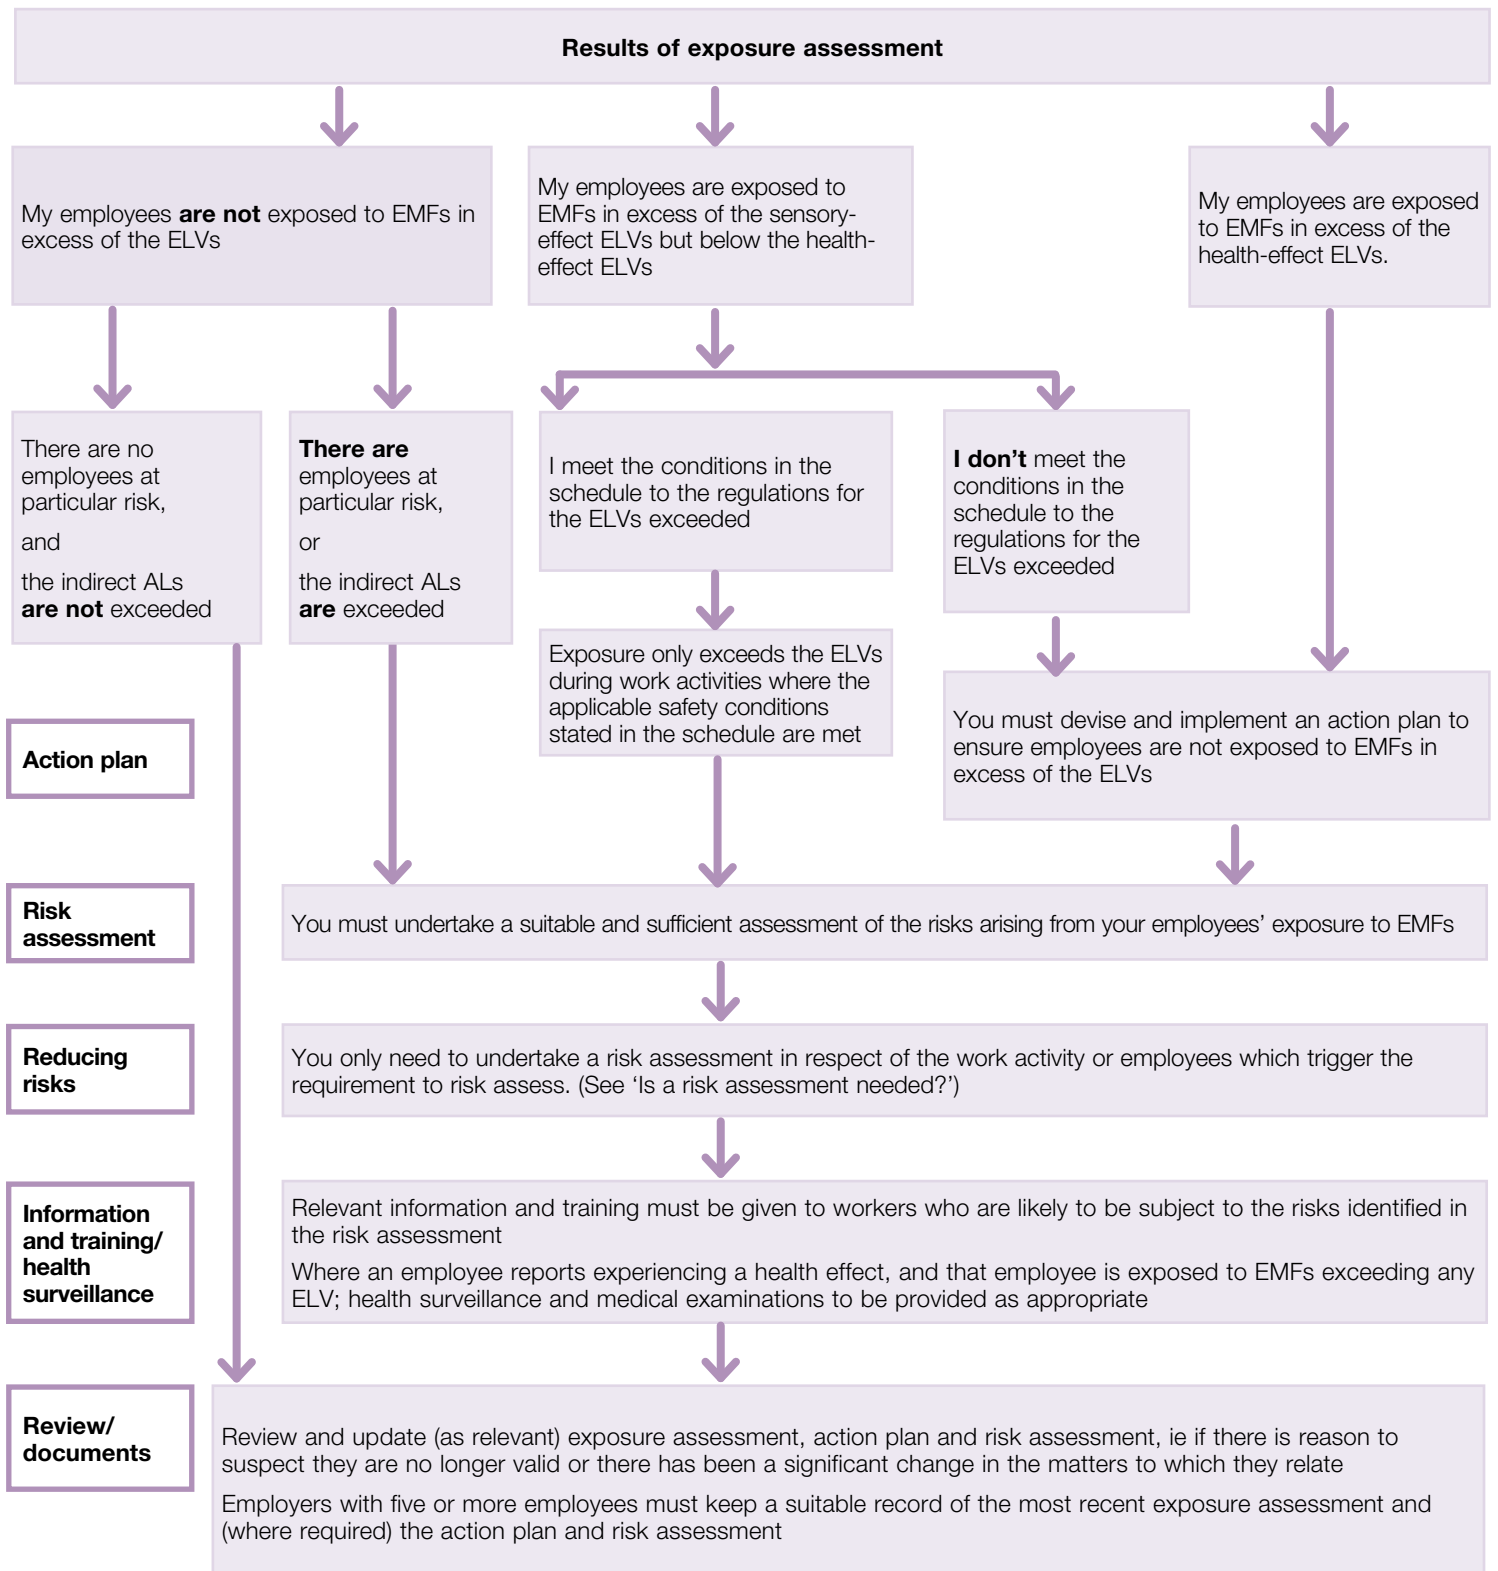 Results of exposure assessment
My employees are not exposed to EMFs in
excess of the ELVs
My employees are exposed to
EMFs in excess of the sensory-
effect ELVs but below the health-
effect ELVs
My employees are exposed
to EMFs in excess of the
health-effect ELVs.
There are no
employees at
particular risk,
and
the indirect ALs
are not exceeded
There are
employees at
particular risk,
or
the indirect ALs
are exceeded
I meet the conditions in the
schedule to the regulations for
the ELVs exceeded
I don’t meet the
conditions in the
schedule to the
regulations for the
ELVs exceeded
Exposure only exceeds the ELVs
during work activities where the
applicable safety conditions
stated in the schedule are met
Action plan
You must devise and implement an action plan to
ensure employees are not exposed to EMFs in
excess of the ELVs
Risk
assessment
You must undertake a suitable and sufficient assessment of the risks arising from your employees’ exposure to EMFs
Reducing
risks
You only need to undertake a risk assessment in respect of the work activity or employees which trigger the
requirement to risk assess. (See ‘Is a risk assessment needed?’)
Information
and training/
health
surveillance
Relevant information and training must be given to workers who are likely to be subject to the risks identified in
the risk assessment
Where an employee reports experiencing a health effect, and that employee is exposed to EMFs exceeding any
ELV; health surveillance and medical examinations to be provided as appropriate
Review/
documents
Review and update (as relevant) exposure assessment, action plan and risk assessment, ie if there is reason to
suspect they are no longer valid or there has been a significant change in the matters to which they relate
Employers with five or more employees must keep a suitable record of the most recent exposure assessment and
(where required) the action plan and risk assessment